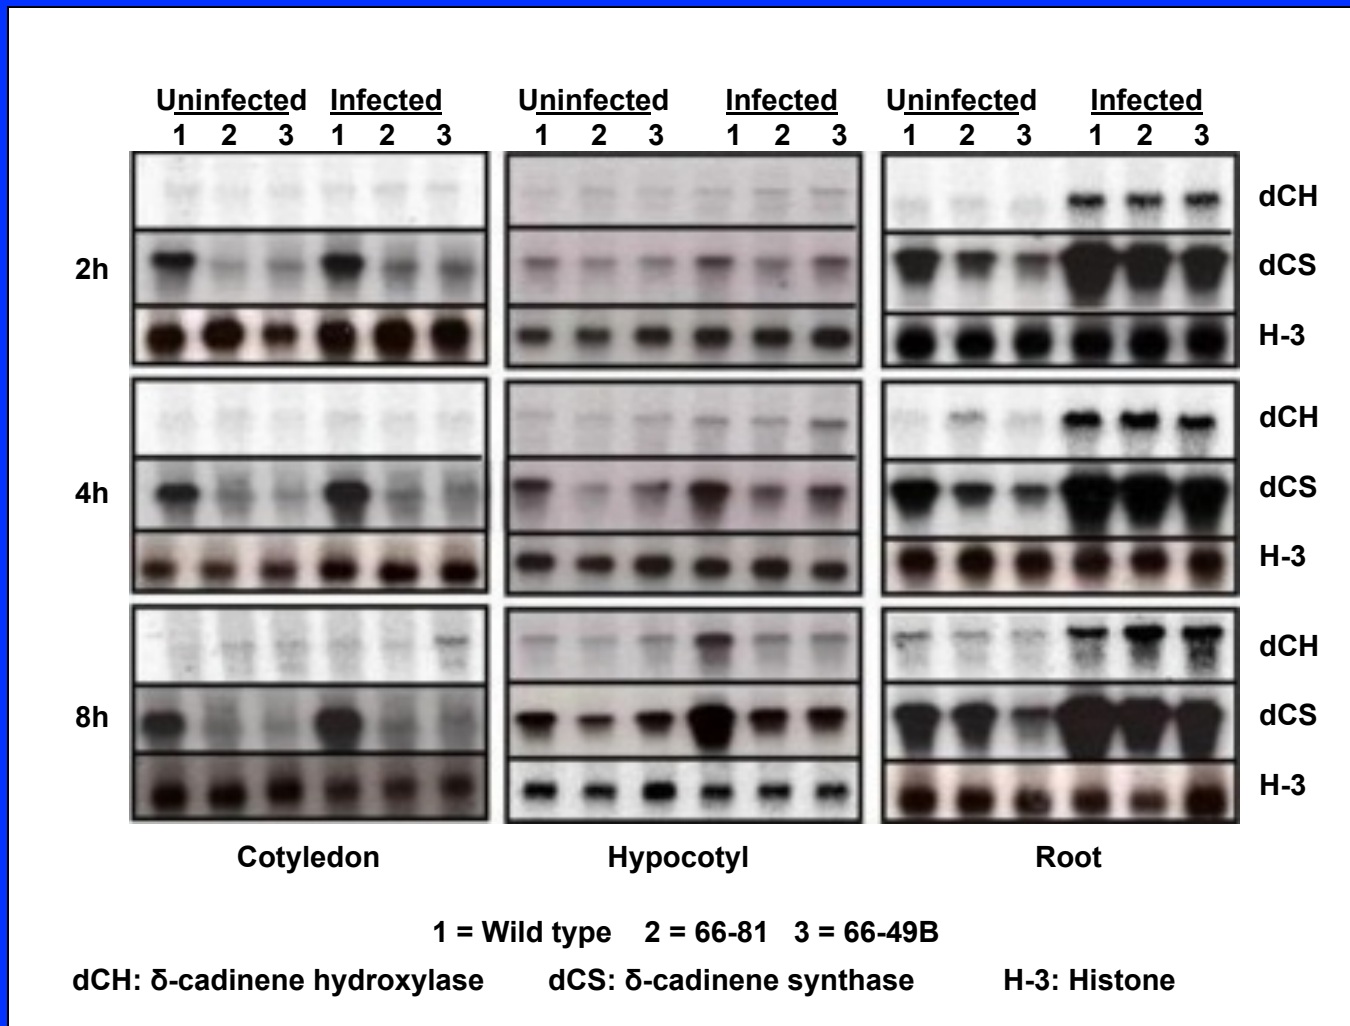 Uninfected Infected Uninfected Infected Uninfected Infected
1 2 3 1 2 3 1 2 3 1 2 3 1 2 3 1 2 3
dCH
2h dCS
H-3
dCH
4h dCS
H-3
dCH
8h dCS
H-3
Cotyledon Hypocotyl Root
1 = Wild type 2 = 66-81 3 = 66-49B
dCH: δ-cadinene hydroxylase dCS: δ-cadinene synthase H-3: Histone